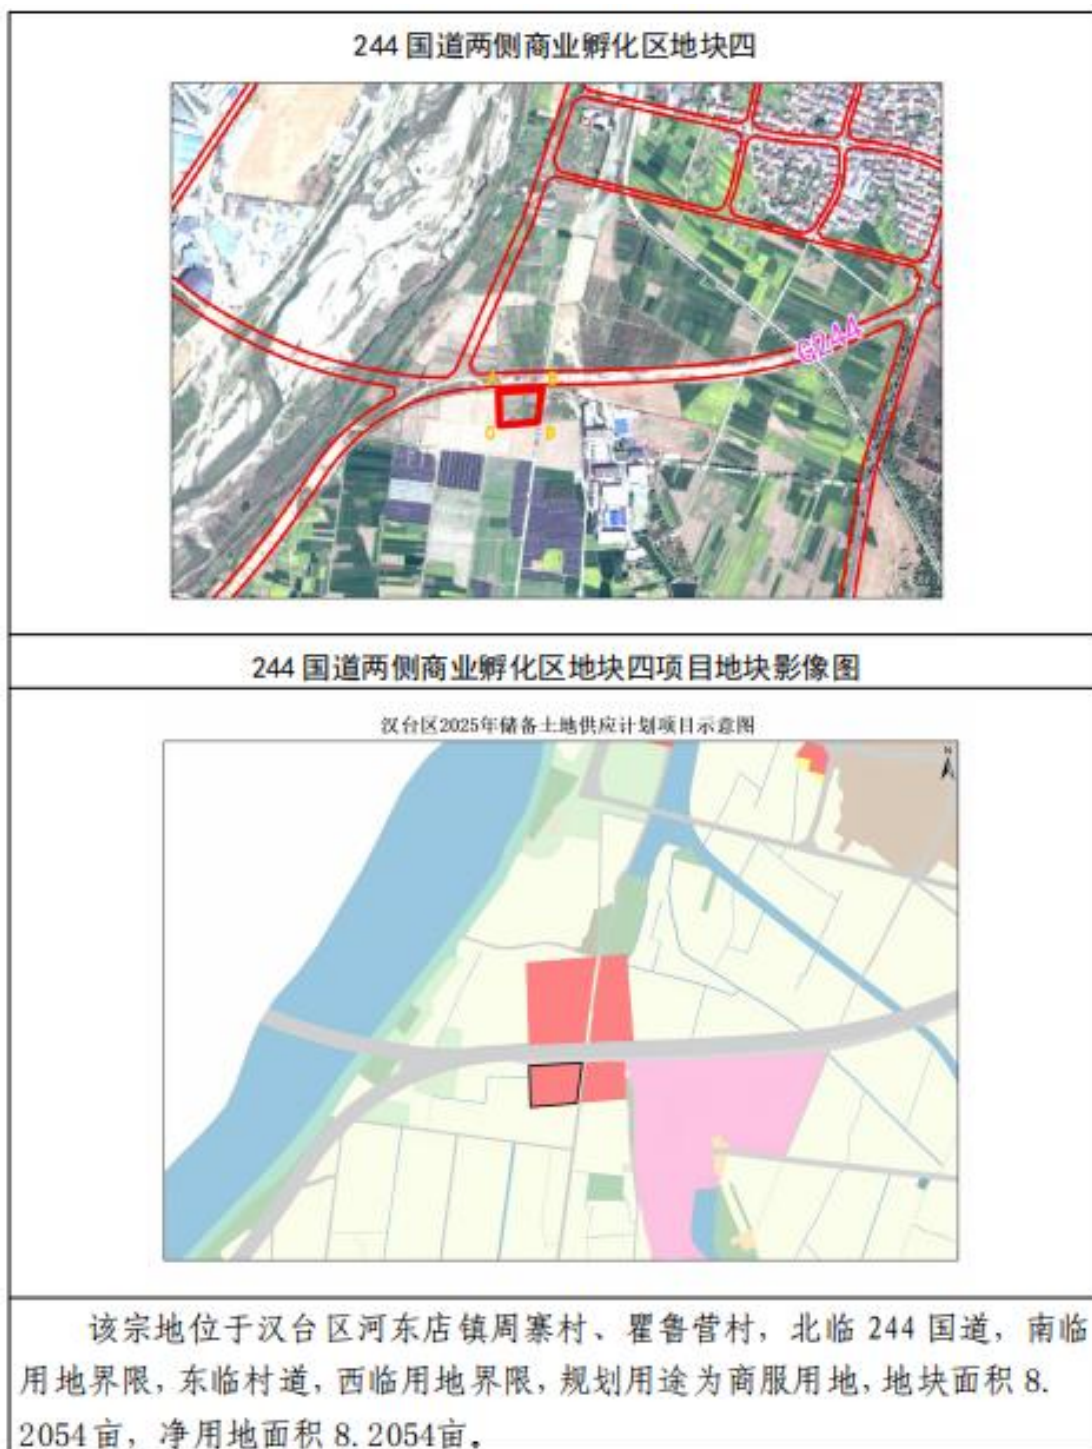 244 国道两侧商业孵化区地块四
G244
A
B
C
D
244 国道两侧商业孵化区地块四项目地块影像图
汉台区2025年储备土地供应计划项目示意图
N
该宗地位于汉台区河东店镇周寨村、瞿鲁营村，北临 244 国道，南临
用地界限，东临村道，西临用地界限，规划用途为商服用地，地块面积 8.
2054亩，净用地面积 8.2054亩。